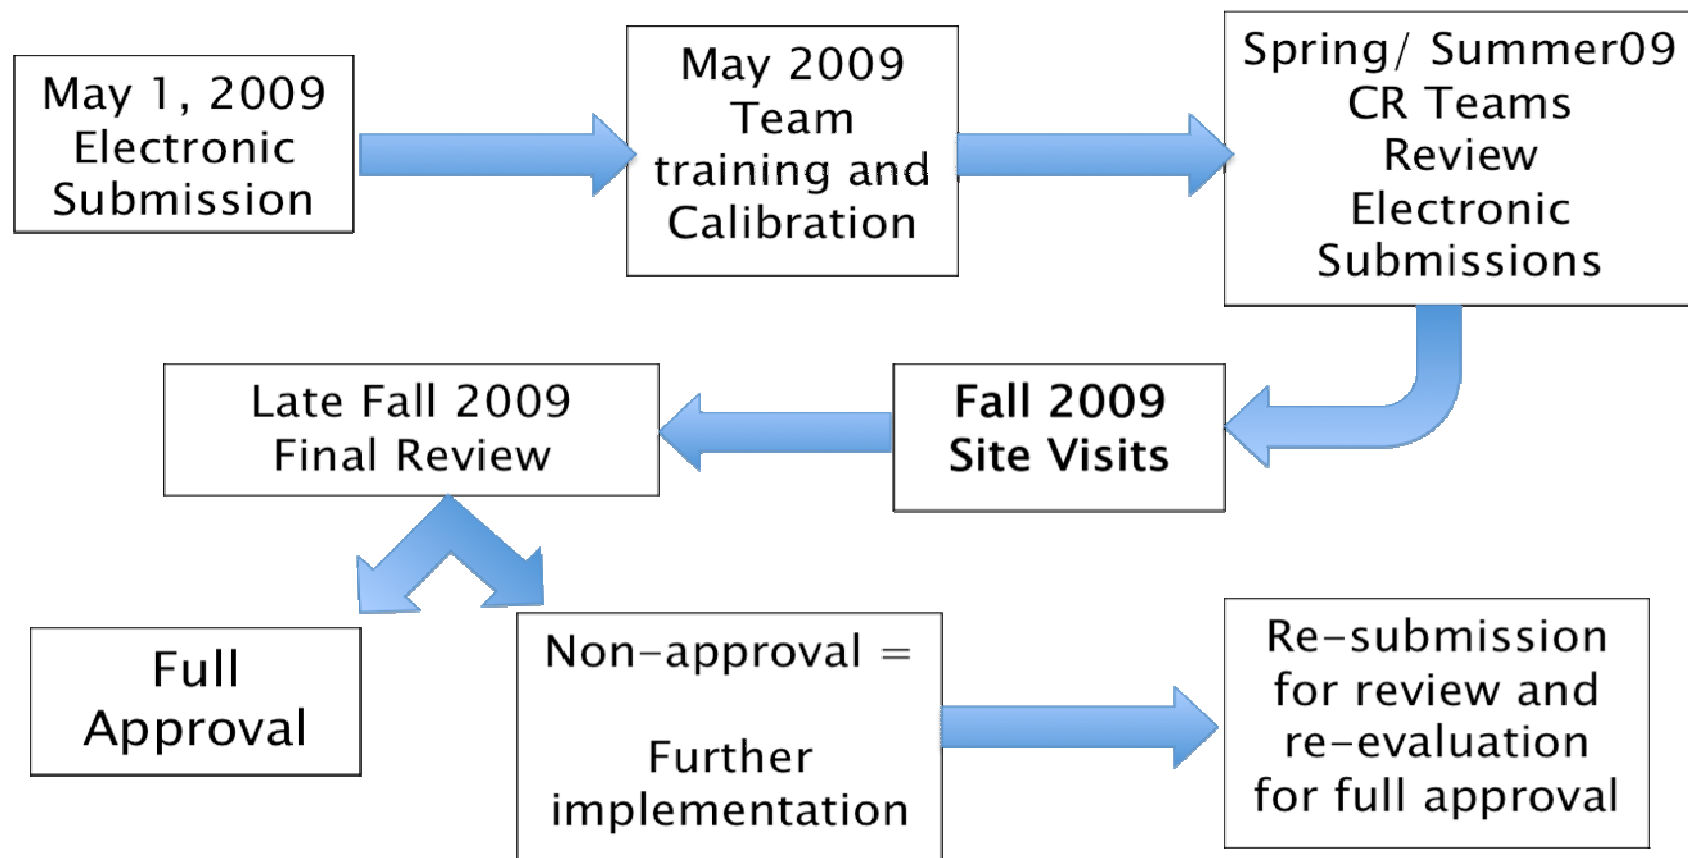 May 1, 2009
Electronic
Submission
May 2009
Team
training and
Calibration
Spring/ Summer09
CR Teams
Review
Electronic
Submissions
Fall 2009
Site Visits
Late Fall 2009
Final Review
Full
Approval
Non-approval =
Further
implementation
Re-submission
for review and
re-evaluation
for full approval